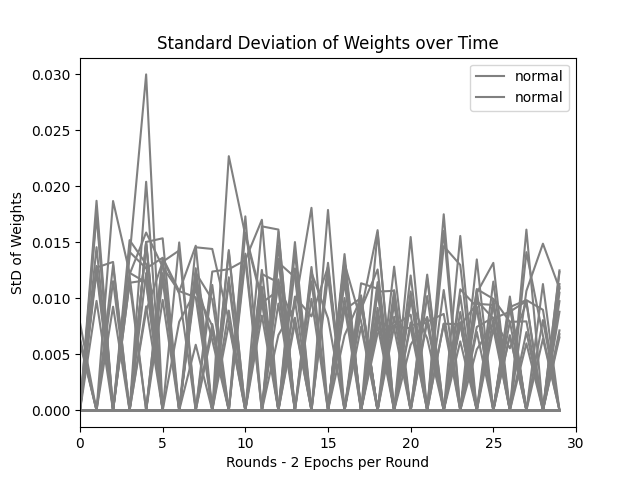 Standard Deviation of Weights over Time
normal
normal
StD of Weights
0.030
0.025
0.020
0.015
0.010
0.005
0.000
0 5 10 15 20 25 30
Rounds - 2 Epochs per Round